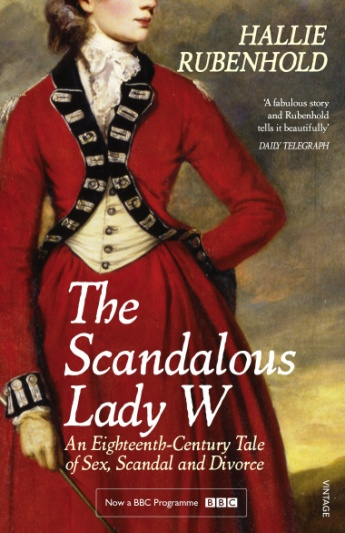 HALLIE
RUBENHOLD
'A fabulous story
and Rubenhold
tells it beautifully'
DAILY TELEGRAPH
The
Scandalous
Lady W
An Eighteenth-Century Tale
of Sex, Scandal and Divorce
Now a BBC Programme BBC
VINTAGE